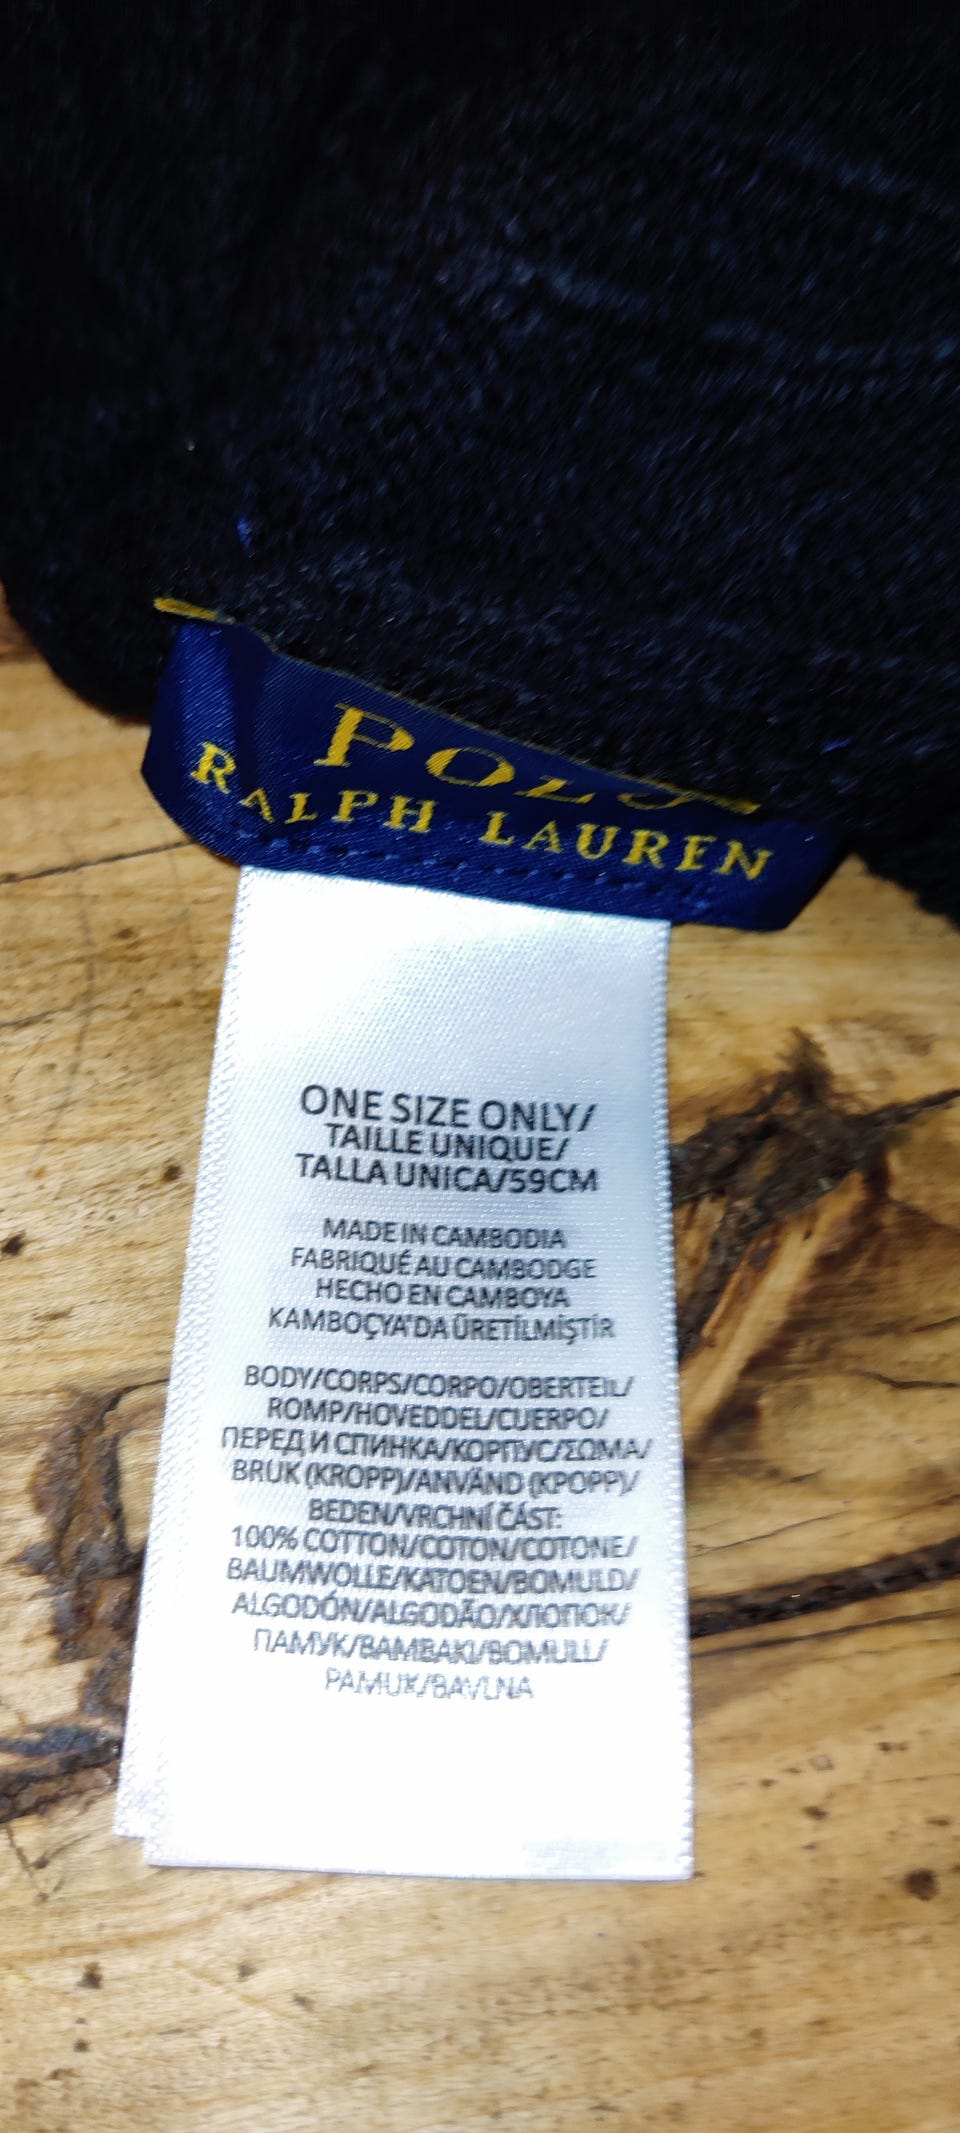 POLO
RALPH LAUREN
ONE SIZE ONLY/
TAILLE UNIQUE/
TALLA UNICA/59CM
MADE IN CAMBODIA
FABRIQUÉ AU CAMBODGE
HECHO EN CAMBOYA
KAMBOÇYA'DA ÜRETİLMİŞTİR
BODY/CORPS/CORPO/OBERTEIL/
ROMP/HOVEDDEL/CUERPO/
ПЕРЕД И СПИНКА/КОРПУС/ΣΩΜΑ/
BRUK (KROPP)/ANVÄND (KPOPP)/
BEDEN/VRCHNÍ ČÁST:
100% COTTON/COTON/COTONE/
BAUMWOLLE/KATOEN/BOMULD/
ALGODÓN/ALGODÃO/ХЛОПОК/
ПАМУК/BAMBAKI/BOMULL/
PAMUK/BAVLNA